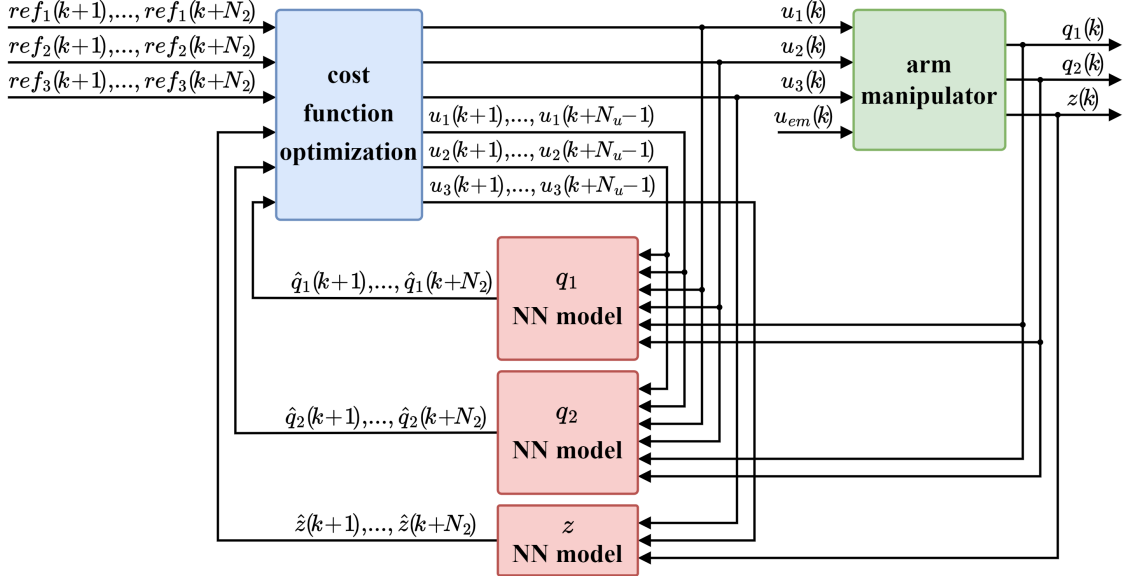 ref₁(k+1),..., ref₁(k+N₂)
ref₂(k+1),..., ref₂(k+N₂)
ref₃(k+1),..., ref₃(k+N₂)
cost
function
optimization
u₁(k)
u₂(k)
u₃(k)
u_em(k)
arm
manipulator
q₁(k)
q₂(k)
z(k)
u₁(k+1),..., u₁(k+Nᵤ−1)
u₂(k+1),..., u₂(k+Nᵤ−1)
u₃(k+1),..., u₃(k+Nᵤ−1)
q̂₁(k+1),..., q̂₁(k+N₂)
q₁
NN model
q̂₂(k+1),..., q̂₂(k+N₂)
q₂
NN model
ẑ(k+1),..., ẑ(k+N₂)
z
NN model